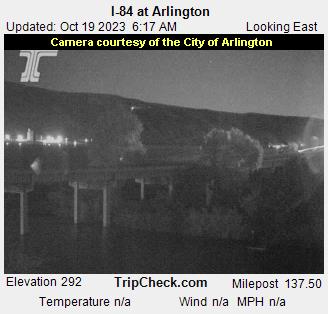 I-84 at Arlington
Updated: Oct 19 2023 6:17 AM Looking East
Camera courtesy of the City of Arlington
Elevation 292 TripCheck.com Milepost 137.50
Temperature n/a Wind n/a MPH n/a